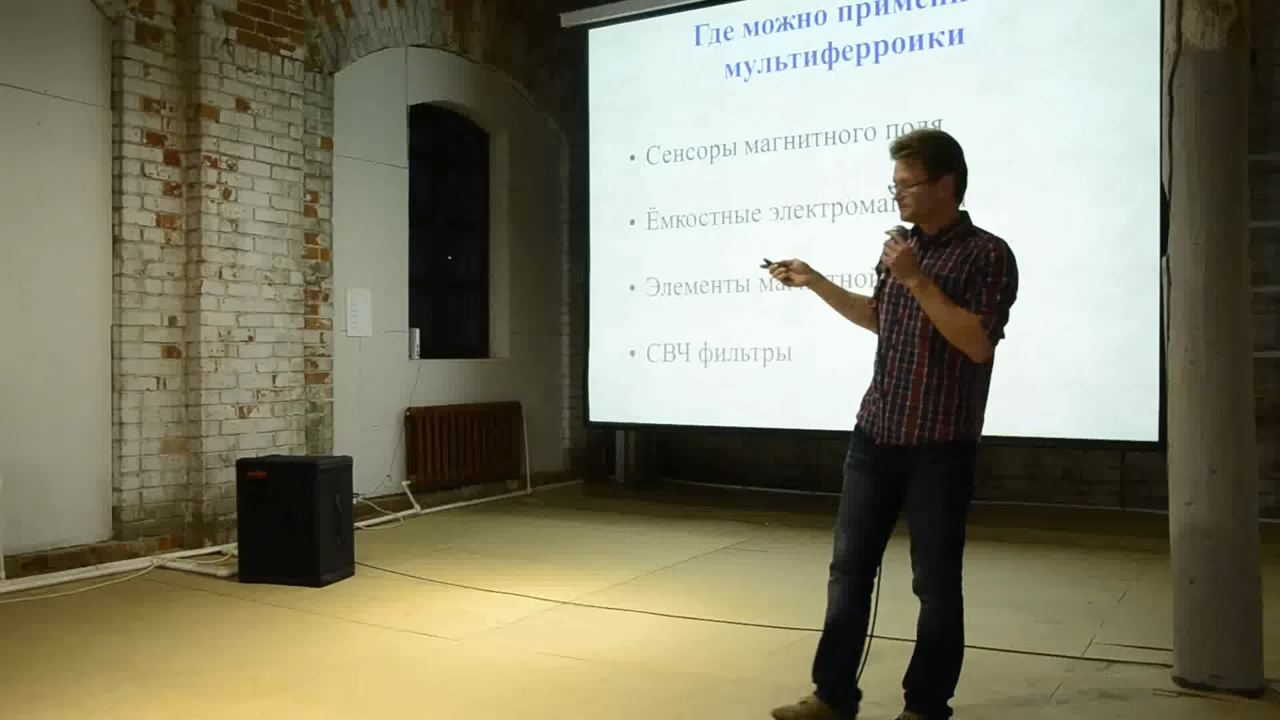 Где можно
мультиферроики
• Сенсоры магнитного поля
• Ёмкостные
• Элементы
• СВЧ фильтры